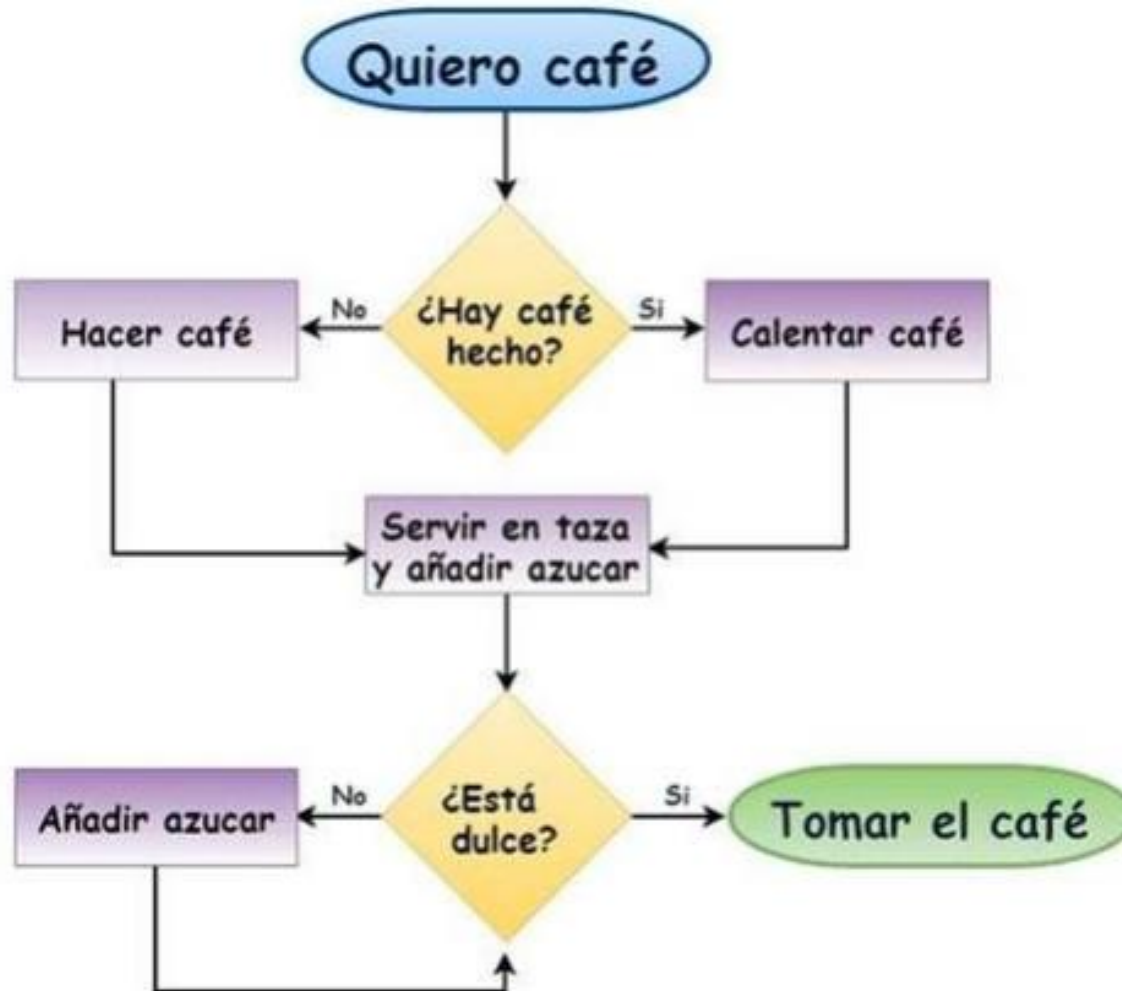 Quiero café
¿Hay café
hecho?
No
Si
Hacer café
Calentar café
Servir en taza
y añadir azucar
¿Está
dulce?
No
Si
Añadir azucar
Tomar el café